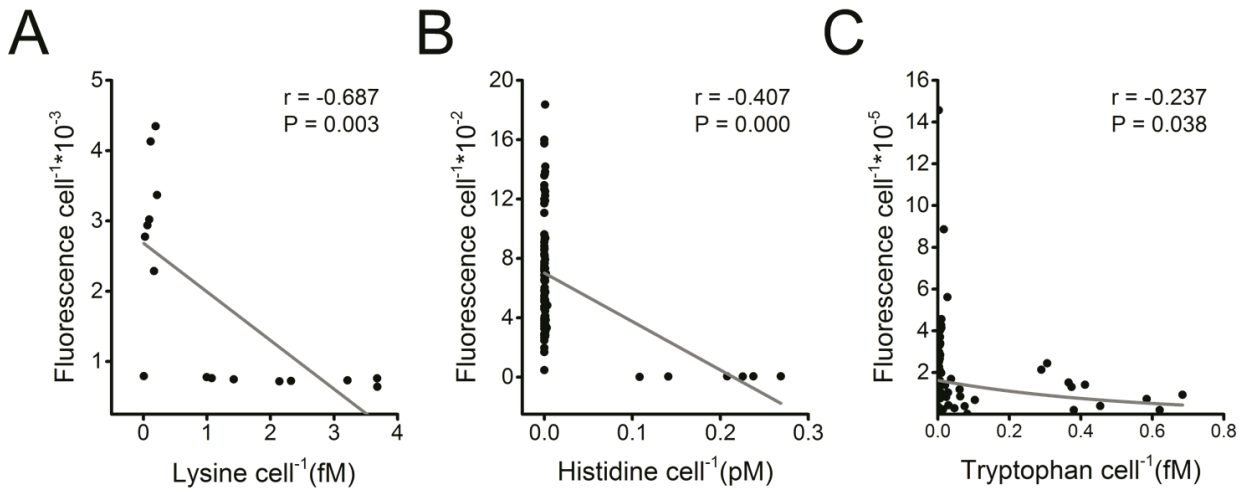 A
B
C
r = -0.687
P = 0.003
r = -0.407
P = 0.000
r = -0.237
P = 0.038
Fluorescence cell⁻¹*10⁻³
5
4
3
2
1
0
1
2
3
4
Lysine cell⁻¹(fM)
Fluorescence cell⁻¹*10⁻²
20
16
12
8
4
0
0.0
0.1
0.2
0.3
Histidine cell⁻¹(pM)
Fluorescence cell⁻¹*10⁻⁵
16
14
12
10
8
6
4
2
0.0
0.2
0.4
0.6
0.8
Tryptophan cell⁻¹(fM)